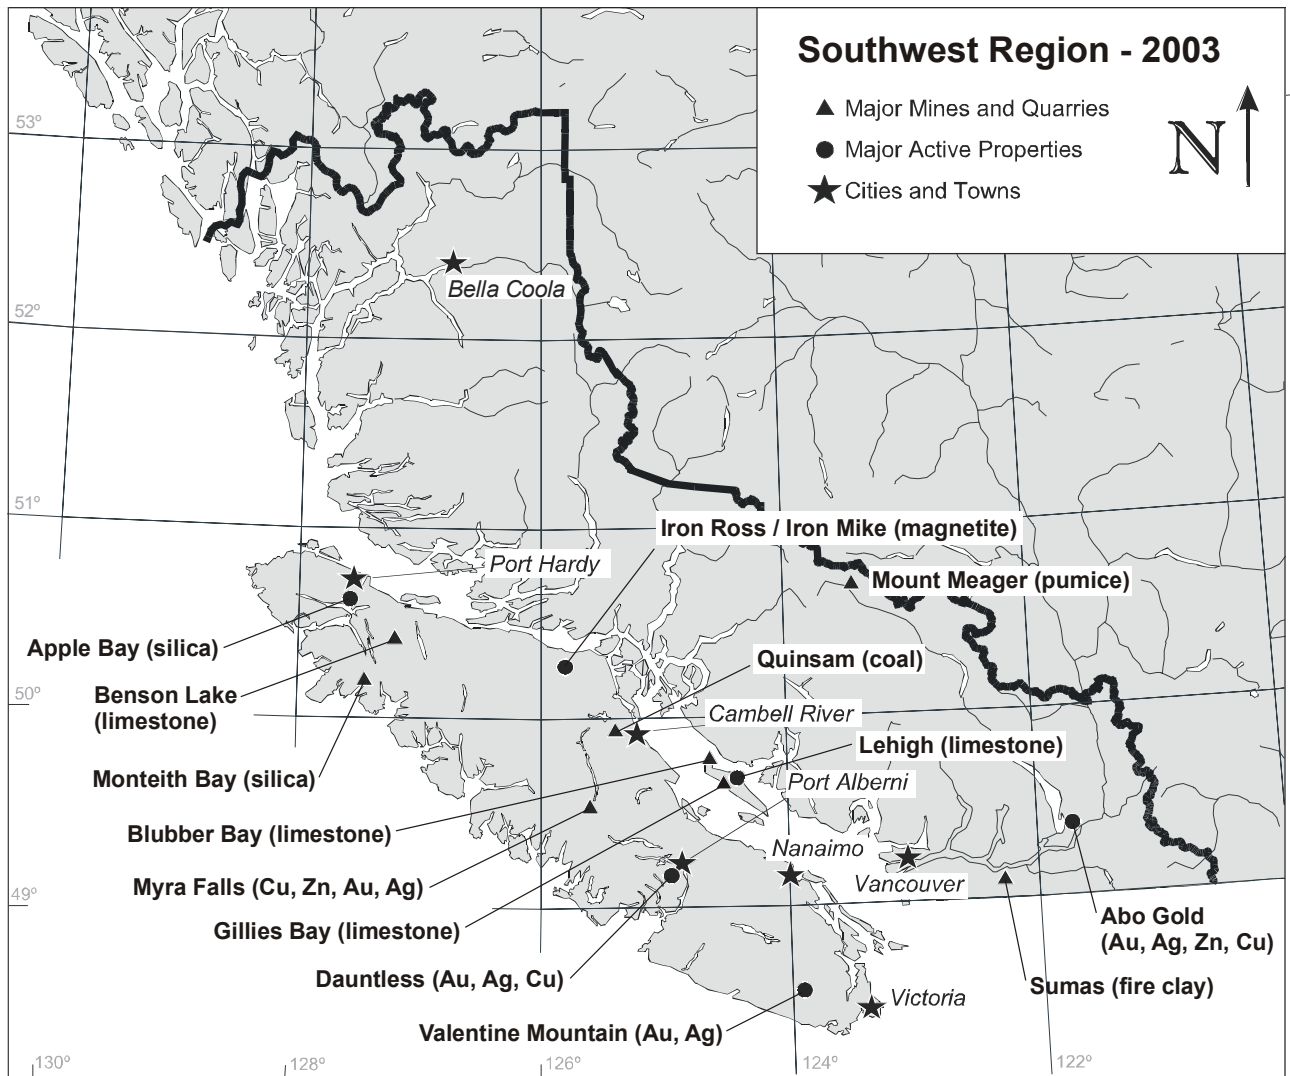 Southwest Region - 2003
Major Mines and Quarries
Major Active Properties
Cities and Towns
N
53º
Bella Coola
52º
51º
Iron Ross / Iron Mike (magnetite)
Port Hardy
Mount Meager (pumice)
Apple Bay (silica)
Quinsam (coal)
Benson Lake
(limestone)
50º
Cambell River
Lehigh (limestone)
Monteith Bay (silica)
Port Alberni
Blubber Bay (limestone)
Nanaimo
Vancouver
Myra Falls (Cu, Zn, Au, Ag)
49º
Gillies Bay (limestone)
Abo Gold
(Au, Ag, Zn, Cu)
Dauntless (Au, Ag, Cu)
Sumas (fire clay)
Victoria
Valentine Mountain (Au, Ag)
130º
128º
126º
124º
122º